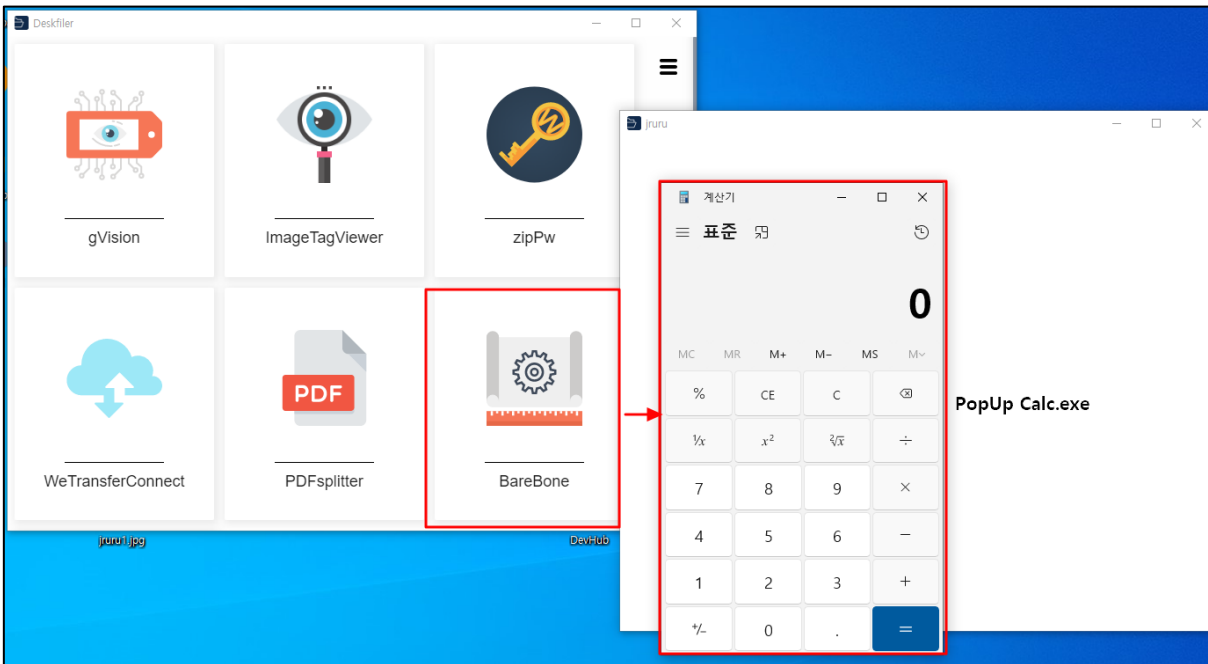 Deskfiler
gVision
ImageTagViewer
zipPw
WeTransferConnect
PDF
PDFsplitter
BareBone
jruru1.jpg
DevHub
jruru
계산기
표준
0
MC MR M+ M− MS M
% CE C
¹/x x² ²√x ÷
7 8 9 ×
4 5 6 −
1 2 3 +
+/− 0 . =
PopUp Calc.exe